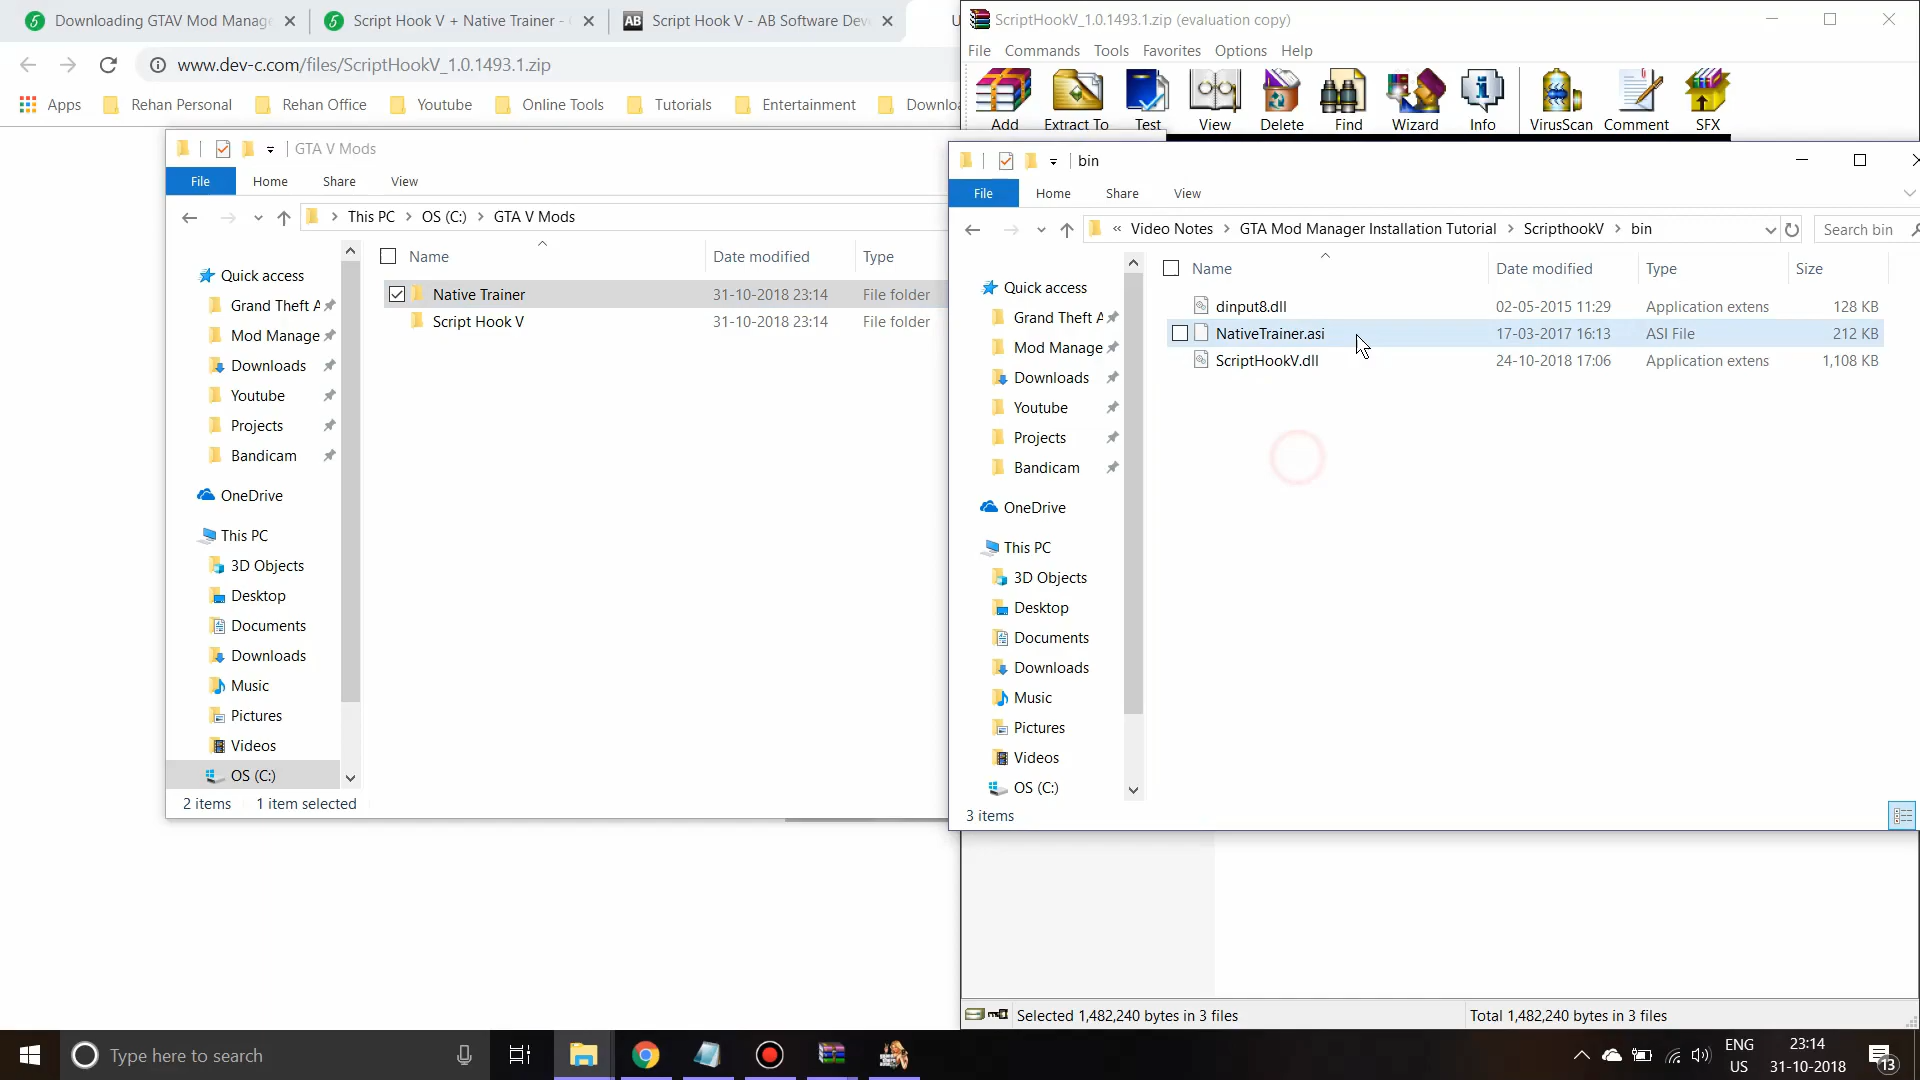 Downloading GTAV Mod Manage
Script Hook V + Native Trainer -
AB Script Hook V - AB Software Deve
www.dev-c.com/files/ScriptHookV_1.0.1493.1.zip
Apps Rehan Personal Rehan Office Youtube Online Tools Tutorials Entertainment Downloa
ScriptHookV_1.0.1493.1.zip (evaluation copy)
File Commands Tools Favorites Options Help
Add Extract To Test View Delete Find Wizard Info VirusScan Comment SFX
GTA V Mods
File Home Share View
This PC > OS (C:) > GTA V Mods
Name Date modified Type
Native Trainer 31-10-2018 23:14 File folder
Script Hook V 31-10-2018 23:14 File folder
Quick access
Grand Theft A
Mod Manage
Downloads
Youtube
Projects
Bandicam
OneDrive
This PC
3D Objects
Desktop
Documents
Downloads
Music
Pictures
Videos
OS (C:)
2 items 1 item selected
bin
File Home Share View
« Video Notes > GTA Mod Manager Installation Tutorial > ScripthookV > bin
Search bin
Name Date modified Type Size
dinput8.dll 02-05-2015 11:29 Application extens 128 KB
NativeTrainer.asi 17-03-2017 16:13 ASI File 212 KB
ScriptHookV.dll 24-10-2018 17:06 Application extens 1,108 KB
Quick access
Grand Theft A
Mod Manage
Downloads
Youtube
Projects
Bandicam
OneDrive
This PC
3D Objects
Desktop
Documents
Downloads
Music
Pictures
Videos
OS (C:)
3 items
Selected 1,482,240 bytes in 3 files
Total 1,482,240 bytes in 3 files
Type here to search
ENG
US
23:14
31-10-2018
13